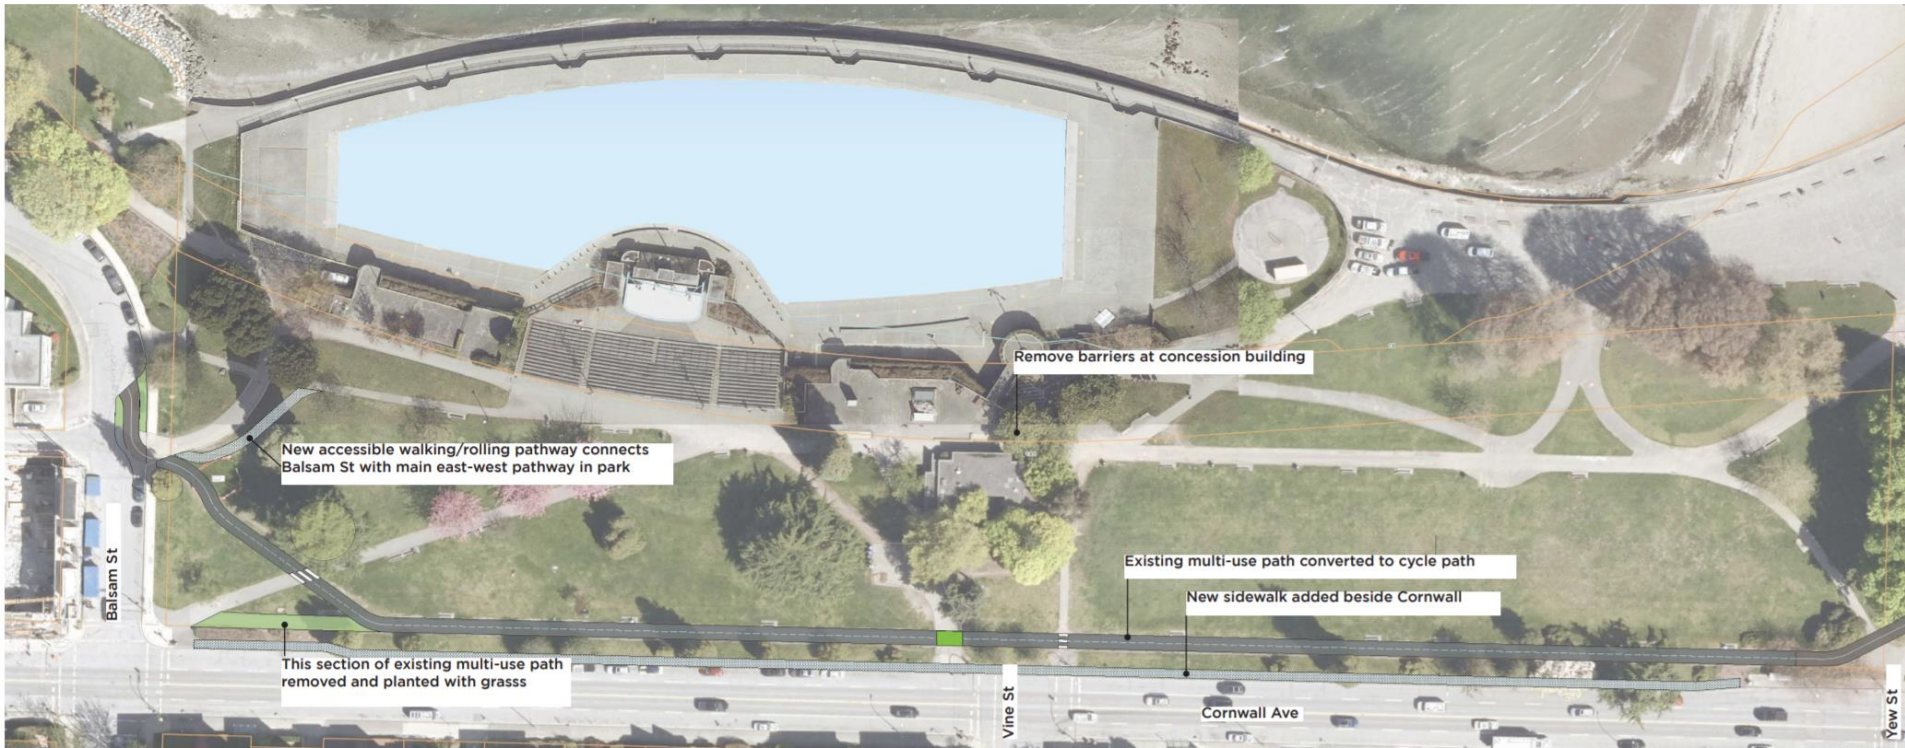 Remove barriers at concession building
New accessible walking/rolling pathway connects
Balsam St with main east-west pathway in park
Existing multi-use path converted to cycle path
New sidewalk added beside Cornwall
This section of existing multi-use path
removed and planted with grasss
Balsam St
Vine St
Cornwall Ave
Yew St